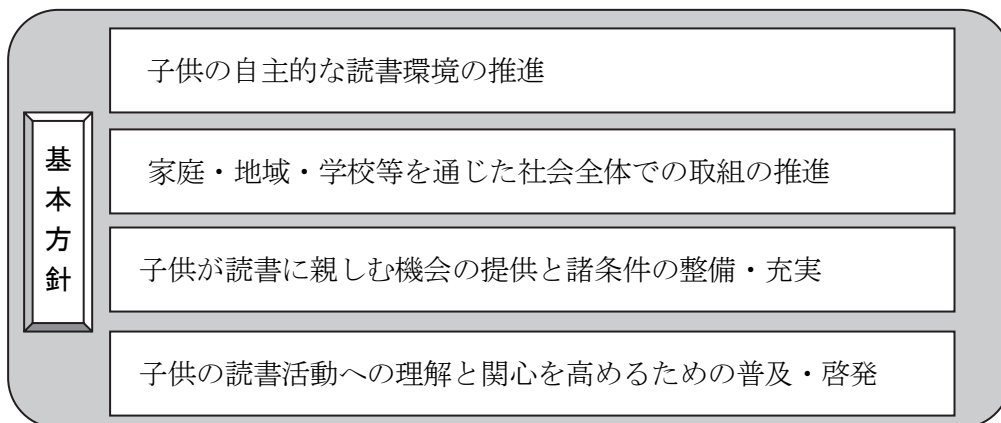 基本方針
子供の自主的な読書環境の推進
家庭・地域・学校等を通じた社会全体での取組の推進
子供が読書に親しむ機会の提供と諸条件の整備・充実
子供の読書活動への理解と関心を高めるための普及・啓発